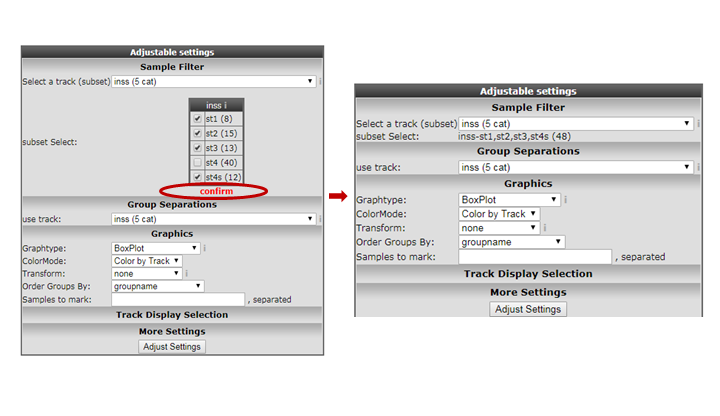 Adjustable settings
Sample Filter
Select a track (subset) inss (5 cat) i
inss i
st1 (8)
st2 (15)
subset Select: st3 (13)
st4 (40)
st4s (12)
confirm
Group Separations
use track: inss (5 cat)
Graphics
Graphtype: BoxPlot i
ColorMode: Color by Track
Transform: none i
Order Groups By: groupname
Samples to mark: , separated
Track Display Selection
More Settings
Adjust Settings
Adjustable settings
Sample Filter
Select a track (subset) inss (5 cat) i
subset Select: inss-st1,st2,st3,st4s (48)
Group Separations
use track: inss (5 cat) i
Graphics
Graphtype: BoxPlot i
ColorMode: Color by Track
Transform: none i
Order Groups By: groupname
Samples to mark: , separated
Track Display Selection
More Settings
Adjust Settings